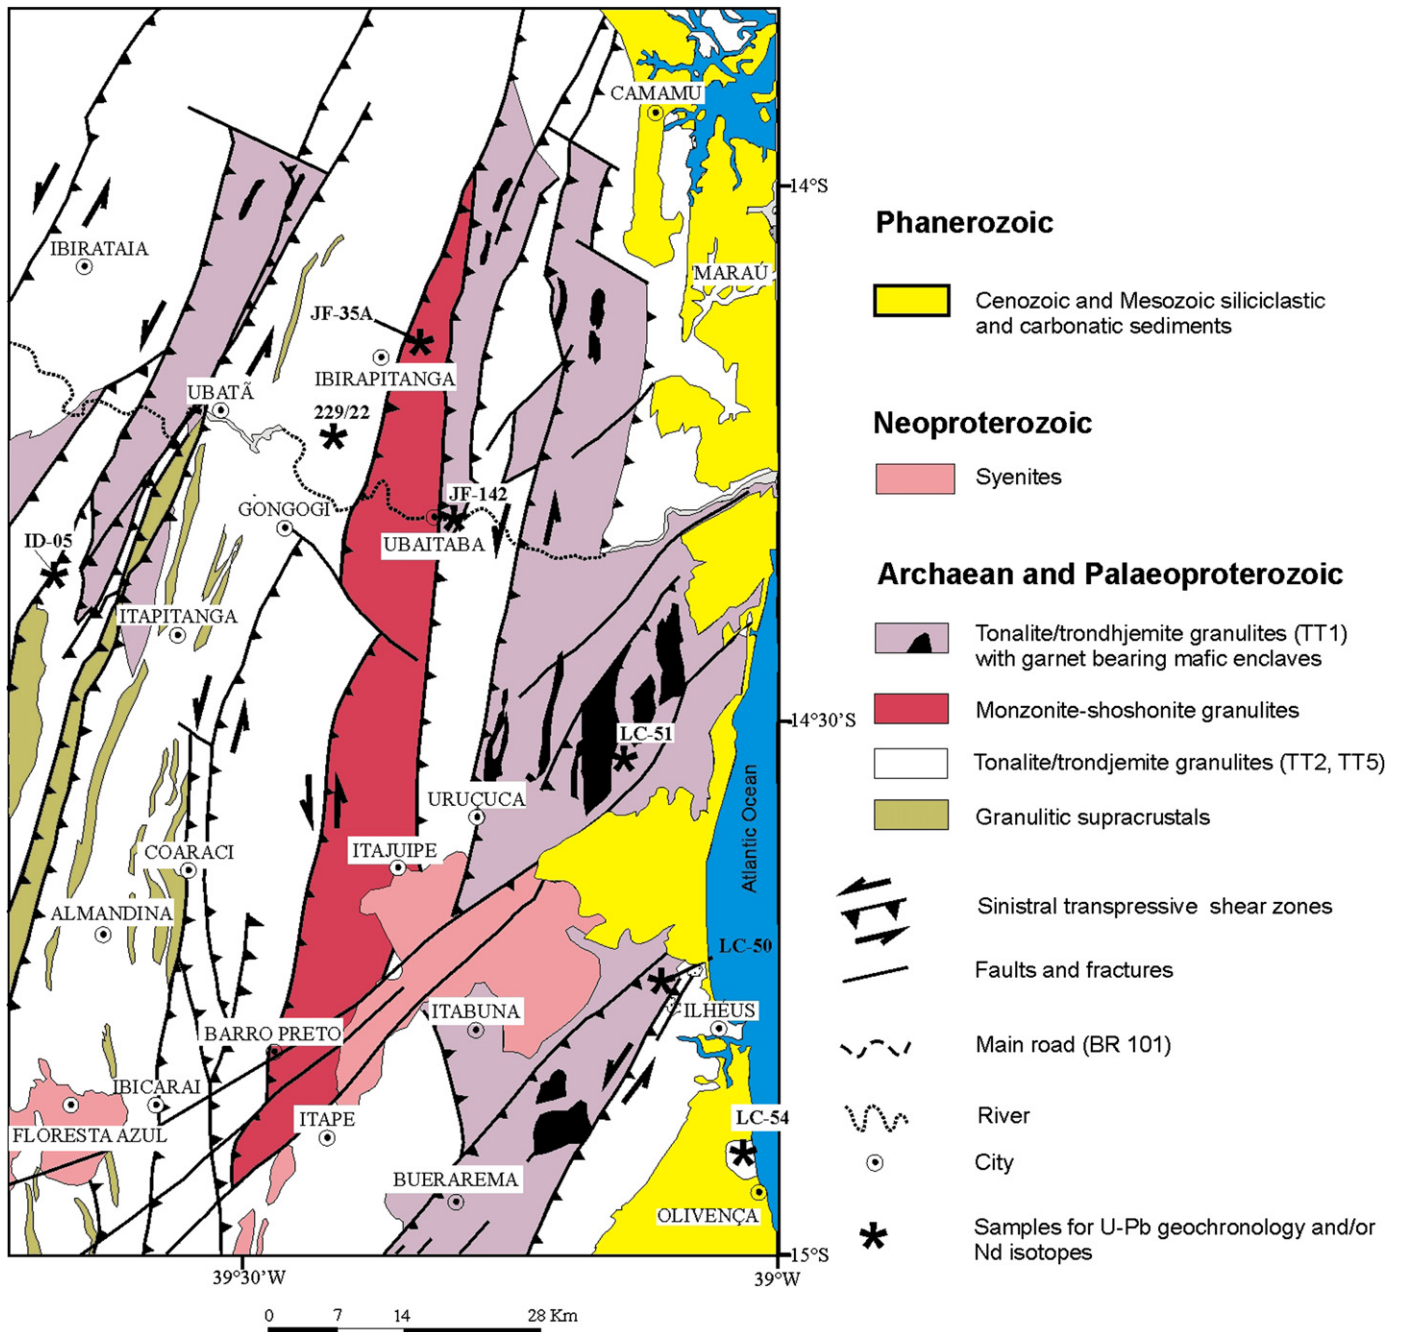 CAMAMU
14°S
IBIRATAIA
MARAÚ
JF-35A
IBIRAPITANGA
UBATÃ
229/22
JF-142
GONGOGI
UBAITABA
ID-05
ITAPITANGA
14°30'S
LC-51
Atlantic Ocean
URUÇUCA
COARACI
ITAJUIPE
ALMANDINA
LC-50
ITABUNA
ILHÉUS
BARRO PRETO
IBICARAI
ITAPE
LC-54
FLORESTA AZUL
BUERAREMA
OLIVENÇA
15°S
39°30'W
39°W
0 7 14 28 Km
Phanerozoic
Cenozoic and Mesozoic siliciclastic
and carbonatic sediments
Neoproterozoic
Syenites
Archaean and Palaeoproterozoic
Tonalite/trondhjemite granulites (TT1)
with garnet bearing mafic enclaves
Monzonite-shoshonite granulites
Tonalite/trondjemite granulites (TT2, TT5)
Granulitic supracrustals
Sinistral transpressive shear zones
Faults and fractures
Main road (BR 101)
River
City
Samples for U-Pb geochronology and/or
Nd isotopes